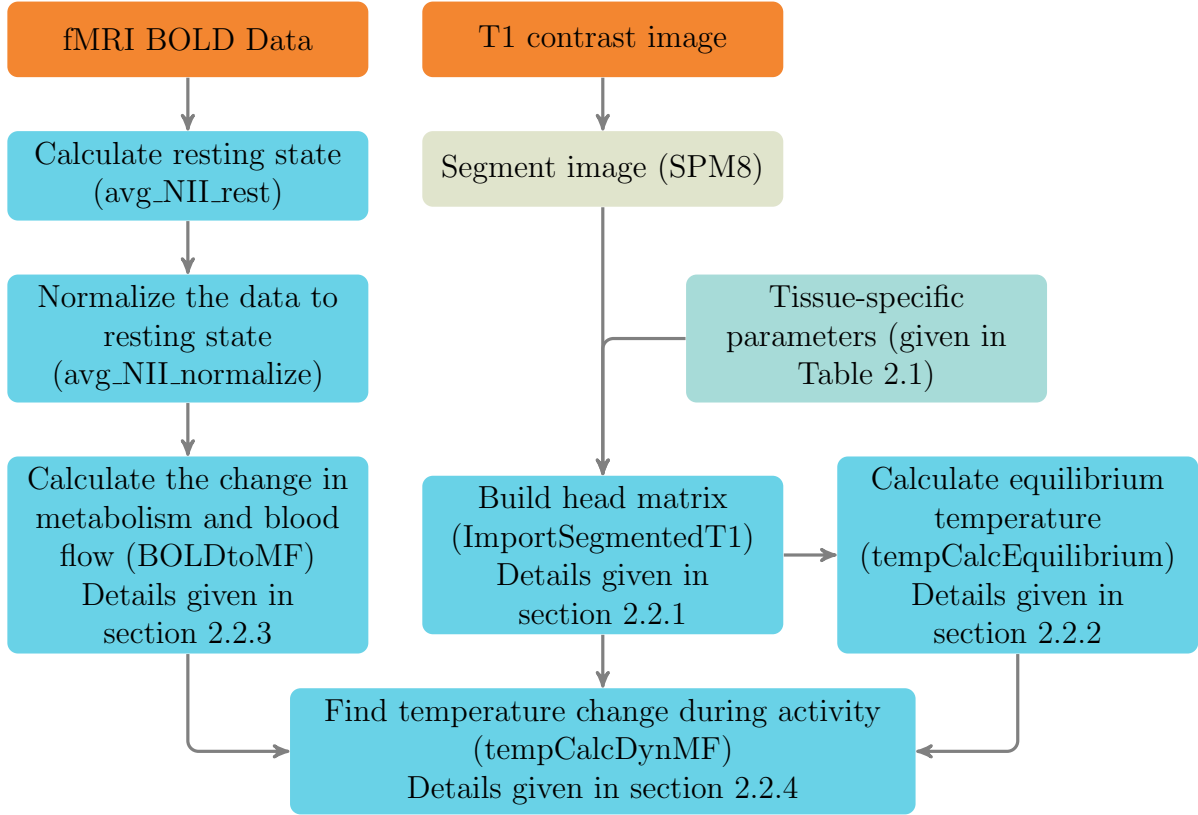 fMRI BOLD Data
T1 contrast image
Calculate resting state
(avg_NII_rest)
Segment image (SPM8)
Normalize the data to
resting state
(avg_NII_normalize)
Tissue-specific
parameters (given in
Table 2.1)
Calculate the change in
metabolism and blood
flow (BOLDtoMF)
Details given in
section 2.2.3
Build head matrix
(ImportSegmentedT1)
Details given in
section 2.2.1
Calculate equilibrium
temperature
(tempCalcEquilibrium)
Details given in
section 2.2.2
Find temperature change during activity
(tempCalcDynMF)
Details given in section 2.2.4